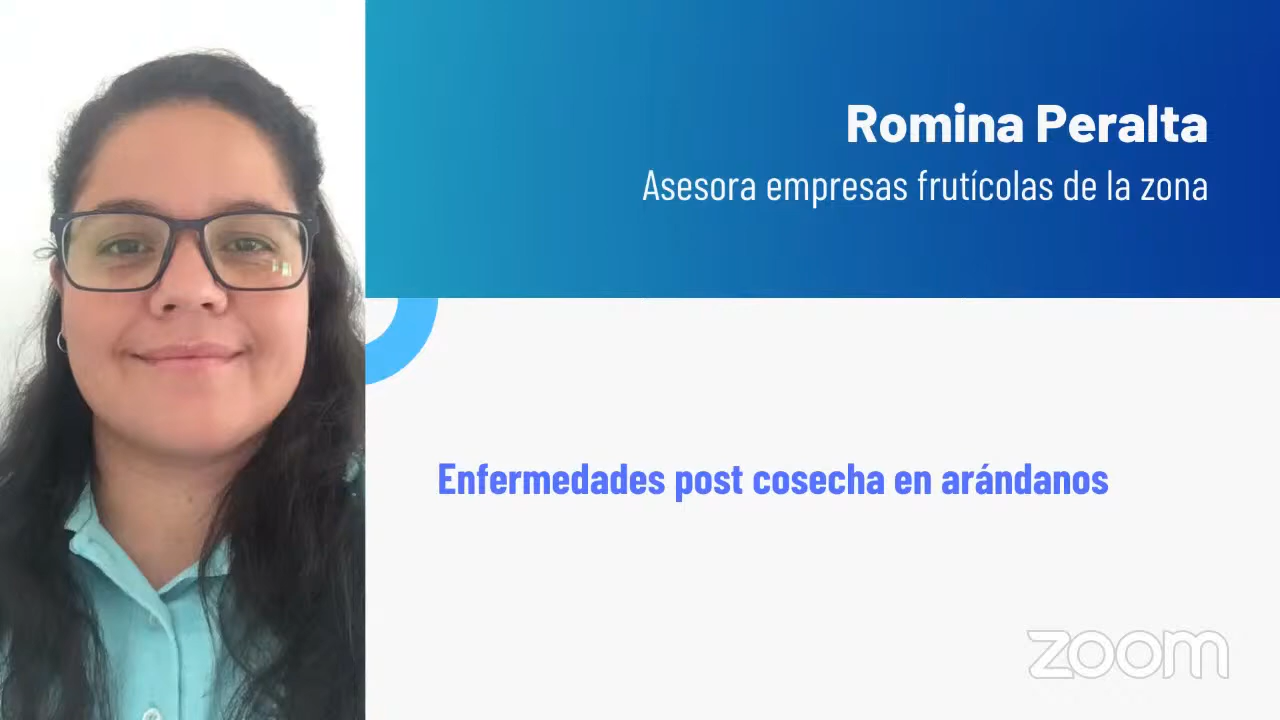 Romina Peralta
Asesora empresas frutícolas de la zona
Enfermedades post cosecha en arándanos
zoom